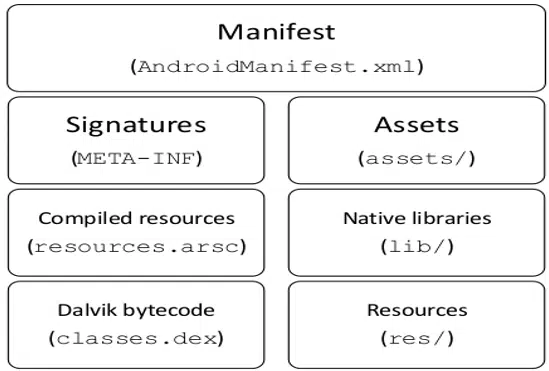 Manifest
(AndroidManifest.xml)
Signatures
(META-INF)
Assets
(assets/)
Compiled resources
(resources.arsc)
Native libraries
(lib/)
Dalvik bytecode
(classes.dex)
Resources
(res/)